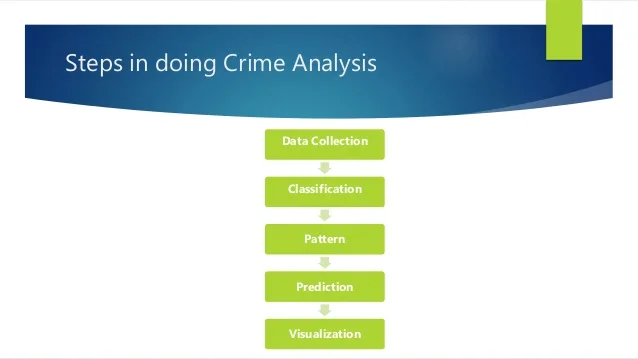 Steps in doing Crime Analysis
Data Collection
Classification
Pattern
Prediction
Visualization